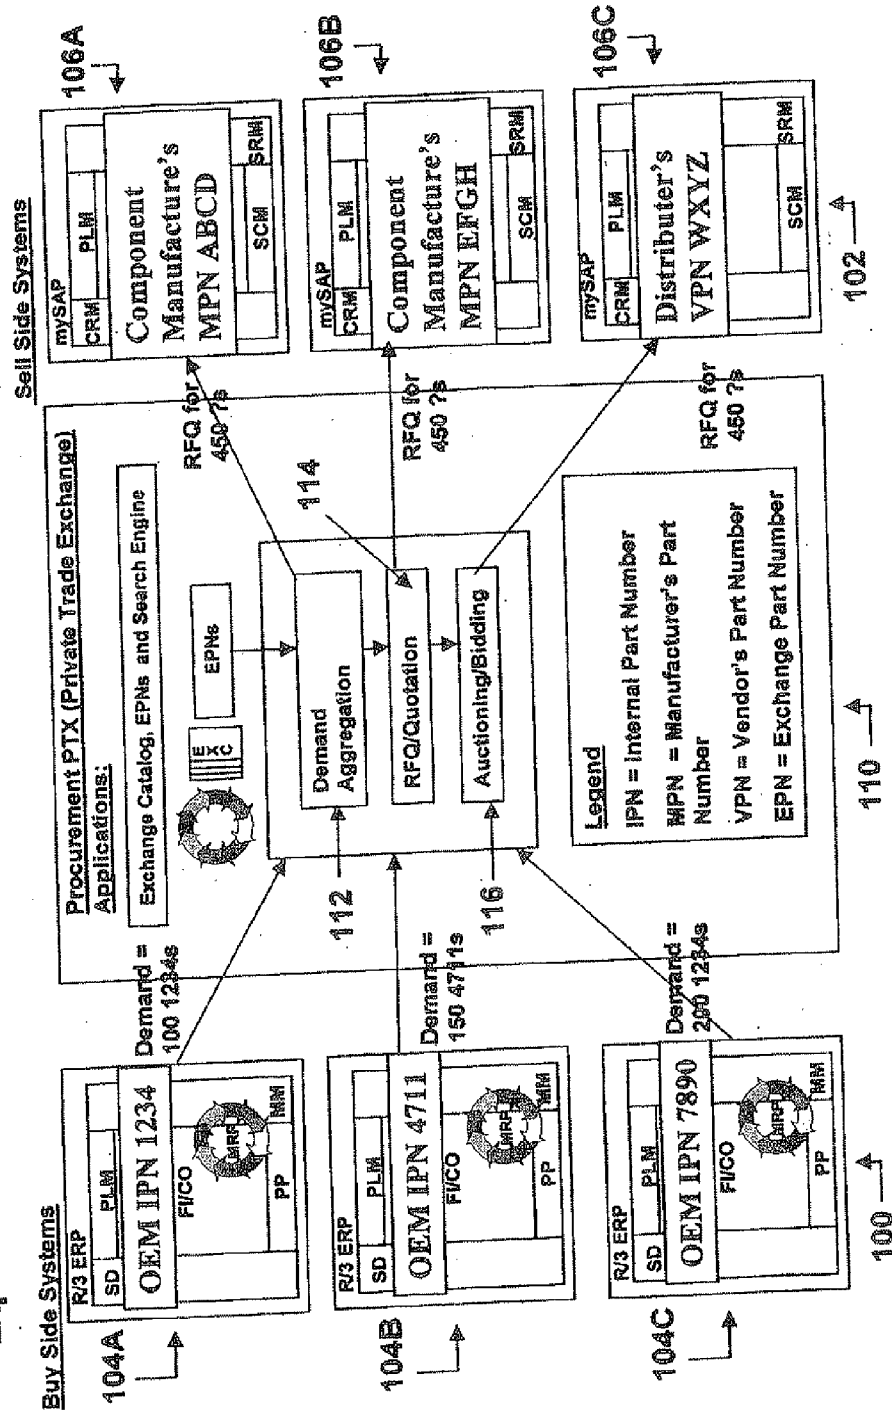 Buy Side Systems
R/3 ERP
SD
PLM
OEM IPN 1234
FI/CO
MRP
PP
MM
104A
R/3 ERP
SD
PLM
OEM IPN 4711
FI/CO
MRP
PP
MM
104B
R/3 ERP
SD
PLM
OEM IPN 7890
FI/CO
MRP
PP
MM
104C
100
Demand =
100 1234s
Demand =
150 4711s
Demand =
200 1234s
Procurement PTX (Private Trade Exchange)
Applications:
Exchange Catalog, EPNs and Search Engine
EXC
EPNs
Demand
Aggregation
RFQ/Quotation
Auctioning/Bidding
112
114
116
Legend
IPN = Internal Part Number
MPN = Manufacturer's Part
Number
VPN = Vendor's Part Number
EPN = Exchange Part Number
110
RFQ for
450 ?s
RFQ for
450 ?s
RFQ for
450 ?s
Sell Side Systems
mySAP
CRM
PLM
Component
Manufacture's
MPN ABCD
SCM
SRM
106A
mySAP
CRM
PLM
Component
Manufacture's
MPN EFGH
SCM
SRM
106B
mySAP
CRM
PLM
Distributer's
VPN WXYZ
SCM
SRM
106C
102